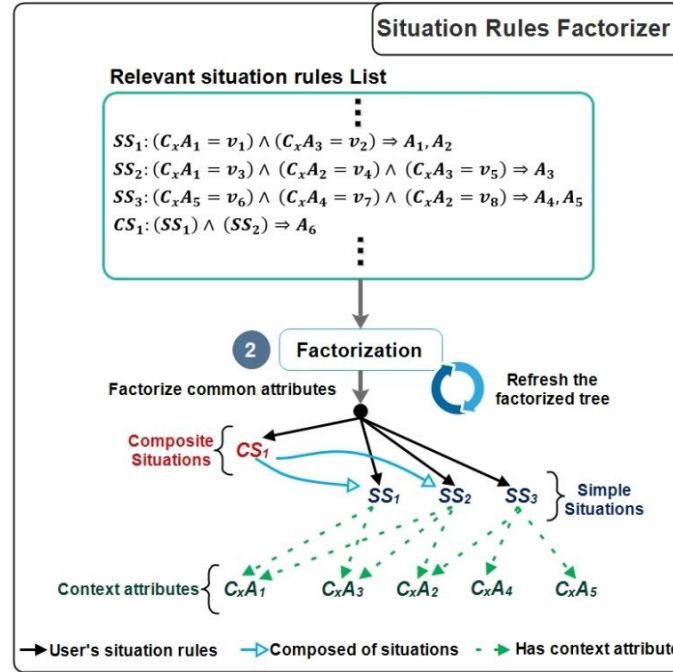 Situation Rules Factorizer
Relevant situation rules List
SS₁: (CₓA₁ = v₁) ∧ (CₓA₃ = v₂) ⇒ A₁, A₂
SS₂: (CₓA₁ = v₃) ∧ (CₓA₂ = v₄) ∧ (CₓA₃ = v₅) ⇒ A₃
SS₃: (CₓA₅ = v₆) ∧ (CₓA₄ = v₇) ∧ (CₓA₂ = v₈) ⇒ A₄, A₅
CS₁: (SS₁) ∧ (SS₂) ⇒ A₆
2
Factorization
Factorize common attributes
Refresh the
factorized tree
Composite
Situations
CS₁
SS₁
SS₂
SS₃
Simple
Situations
Context attributes
CₓA₁
CₓA₃
CₓA₂
CₓA₄
CₓA₅
User's situation rules
Composed of situations
Has context attribute